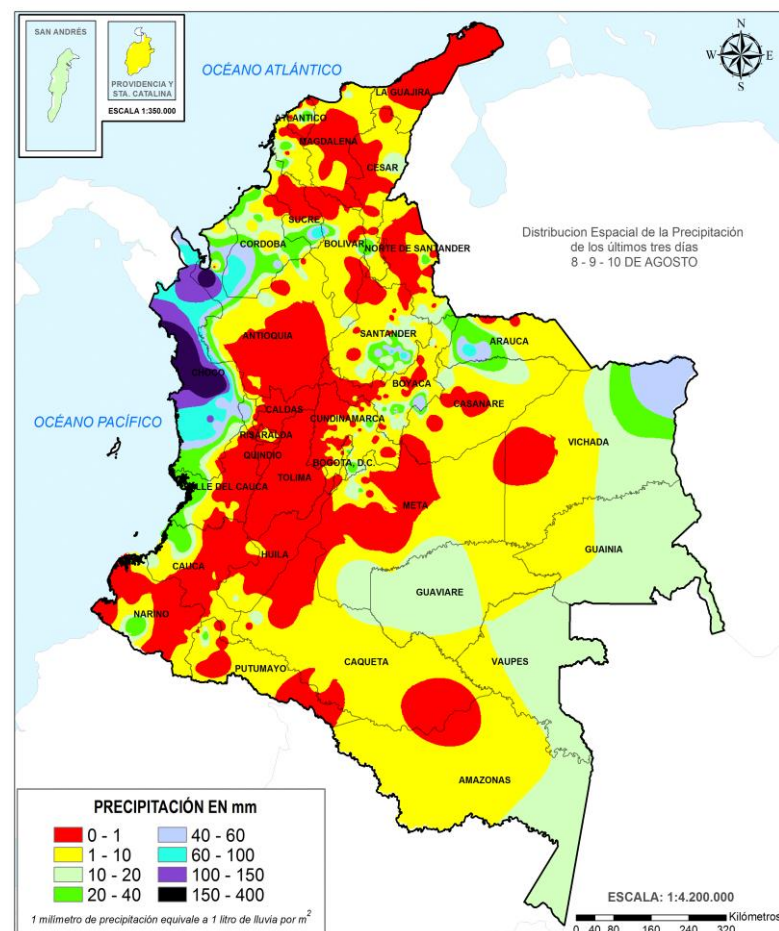 SAN ANDRÉS
PROVIDENCIA Y
STA. CATALINA
ESCALA 1:350.000
OCÉANO ATLÁNTICO
N
W
E
S
LA GUAJIRA
ATLANTICO
MAGDALENA
CESAR
SUCRE
CORDOBA
BOLIVAR
NORTE DE SANTANDER
Distribucion Espacial de la Precipitación
de los últimos tres días
8 - 9 - 10 DE AGOSTO
ANTIOQUIA
SANTANDER
ARAUCA
CHOCO
BOYACA
OCÉANO PACÍFICO
CALDAS
CUNDINAMARCA
CASANARE
RISARALDA
VICHADA
QUINDIO
BOGOTA, D.C.
TOLIMA
VALLE DEL CAUCA
META
HUILA
GUAINIA
CAUCA
GUAVIARE
NARIÑO
CAQUETA
VAUPES
PUTUMAYO
AMAZONAS
PRECIPITACIÓN EN mm
0 - 1
40 - 60
1 - 10
60 - 100
10 - 20
100 - 150
20 - 40
150 - 400
1 milímetro de precipitación equivale a 1 litro de lluvia por m²
ESCALA: 1:4.200.000
Kilómetros
0 40 80 160 240 320